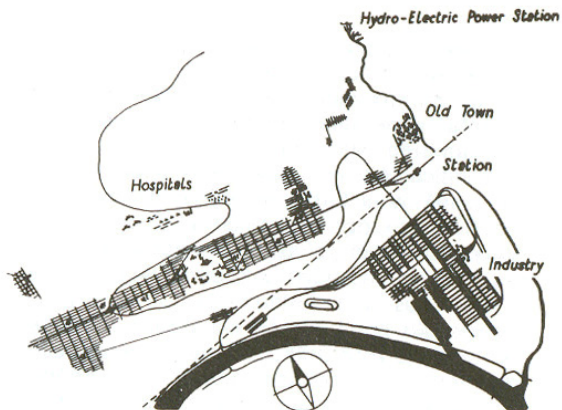 Hydro-Electric Power Station
Old Town
Station
Hospitals
Industry